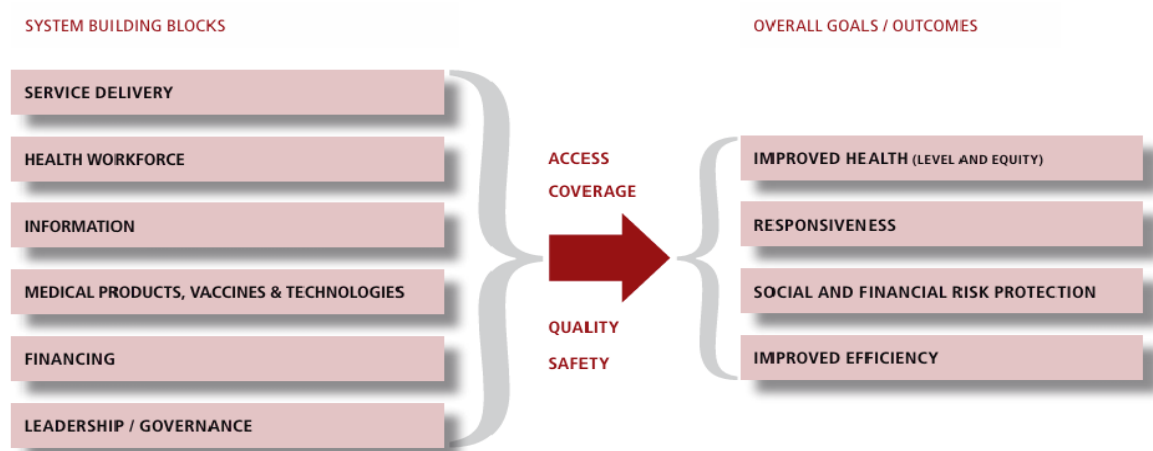 SYSTEM BUILDING BLOCKS
SERVICE DELIVERY
HEALTH WORKFORCE
INFORMATION
MEDICAL PRODUCTS, VACCINES & TECHNOLOGIES
FINANCING
LEADERSHIP / GOVERNANCE
ACCESS
COVERAGE
QUALITY
SAFETY
OVERALL GOALS / OUTCOMES
IMPROVED HEALTH (LEVEL AND EQUITY)
RESPONSIVENESS
SOCIAL AND FINANCIAL RISK PROTECTION
IMPROVED EFFICIENCY